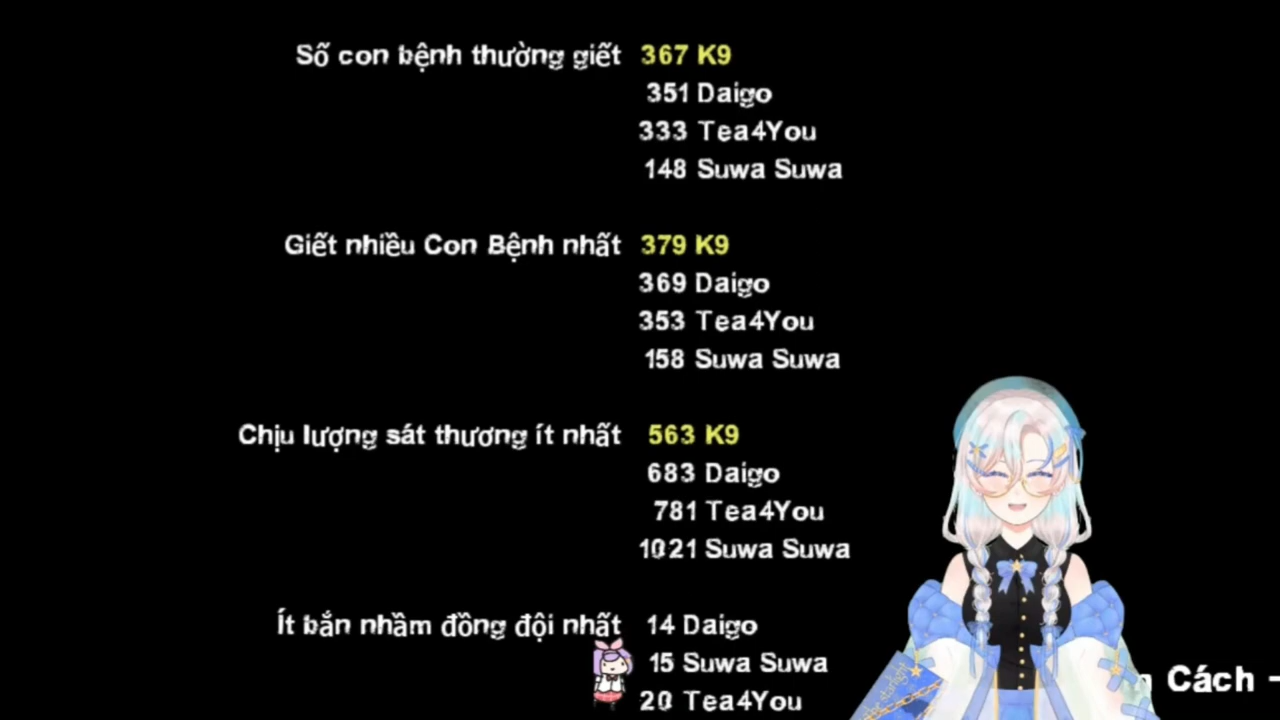 Số con bệnh thường giết 367 K9
351 Daigo
333 Tea4You
148 Suwa Suwa
Giết nhiều Con Bệnh nhất 379 K9
369 Daigo
353 Tea4You
158 Suwa Suwa
Chịu lượng sát thương ít nhất 563 K9
683 Daigo
781 Tea4You
1021 Suwa Suwa
Ít bắn nhầm đồng đội nhất 14 Daigo
15 Suwa Suwa
Cách -
20 Tea4You